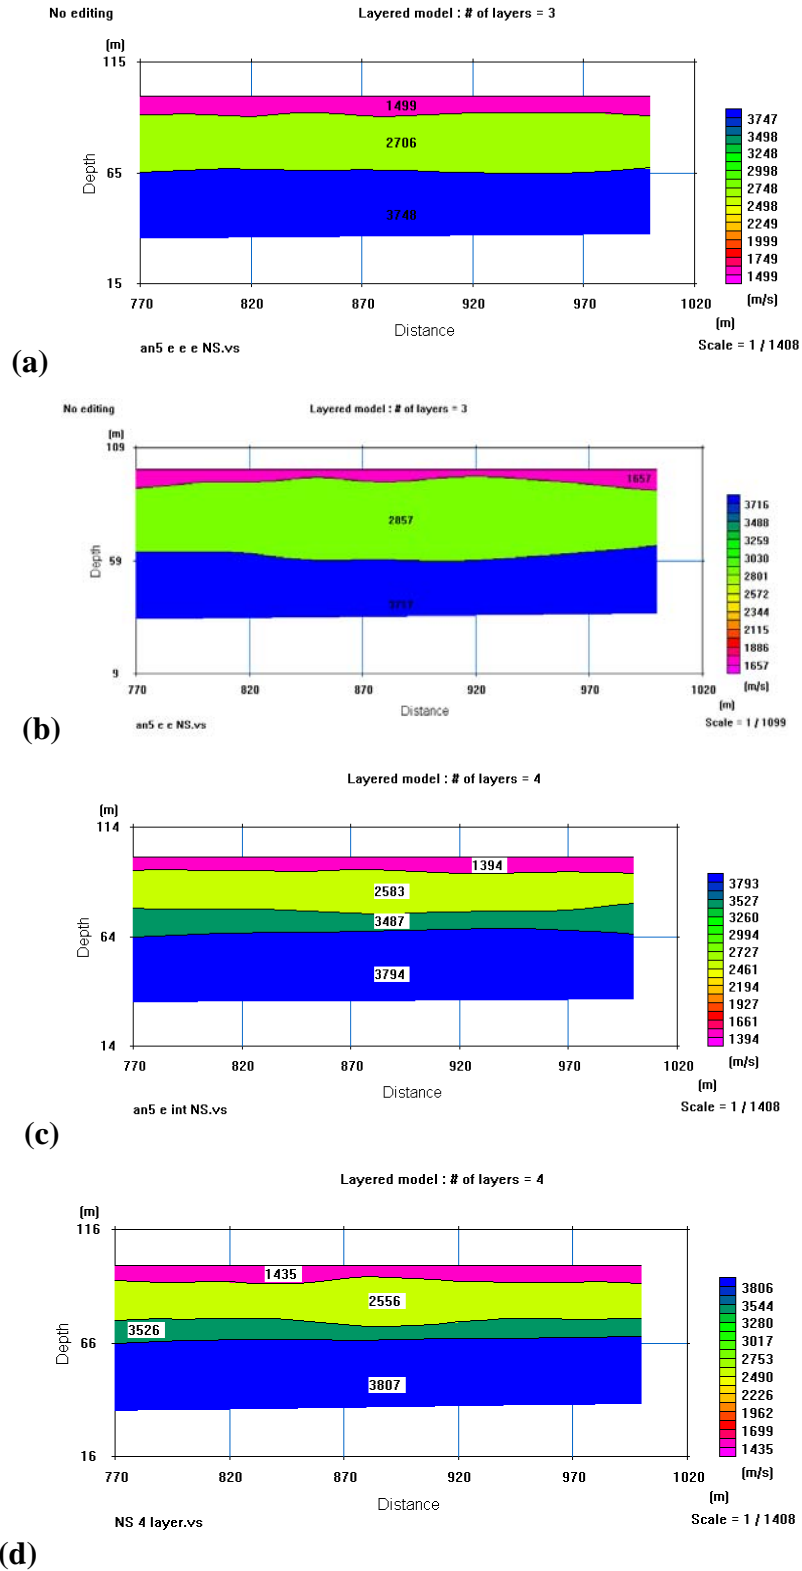 No editing
Layered model : # of layers = 3
(m)
115
1499
2706
3748
65
15
Depth
770 820 870 920 970 1020
Distance
(m)
an5 e e e NS.vs
Scale = 1 / 1408
3747
3498
3248
2998
2748
2498
2249
1999
1749
1499
(m/s)
(a)
No editing
Layered model : # of layers = 3
(m)
109
1657
2857
59
9
Depth
770 820 870 920 970 1020
Distance
(m)
an5 e e NS.vs
Scale = 1 / 1099
3716
3488
3259
3030
2801
2572
2344
2115
1886
1657
(m/s)
(b)
Layered model : # of layers = 4
(m)
114
1394
2583
3487
3794
64
14
Depth
770 820 870 920 970 1020
Distance
(m)
an5 e int NS.vs
Scale = 1 / 1408
3793
3527
3260
2994
2727
2461
2194
1927
1661
1394
(m/s)
(c)
Layered model : # of layers = 4
(m)
116
1435
2556
3526
3807
66
16
Depth
770 820 870 920 970 1020
Distance
(m)
NS 4 layer.vs
Scale = 1 / 1408
3806
3544
3280
3017
2753
2490
2226
1962
1699
1435
(m/s)
(d)